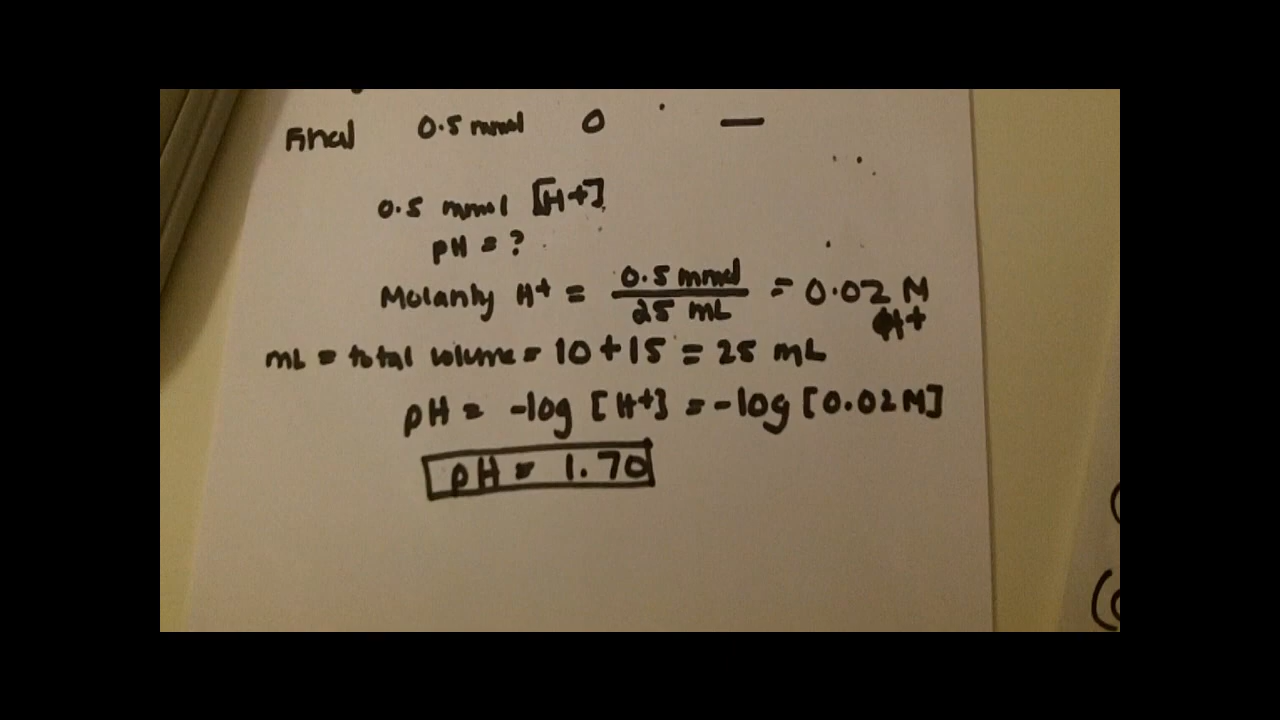 Final 0.5 mmol 0 —
0.5 mmol [H+]
pH = ?
Molarity H+ = 0.5 mmol / 25 mL = 0.02 M
H+
mL = total volume = 10 + 15 = 25 mL
pH = -log [H+] = -log [0.02M]
pH = 1.70